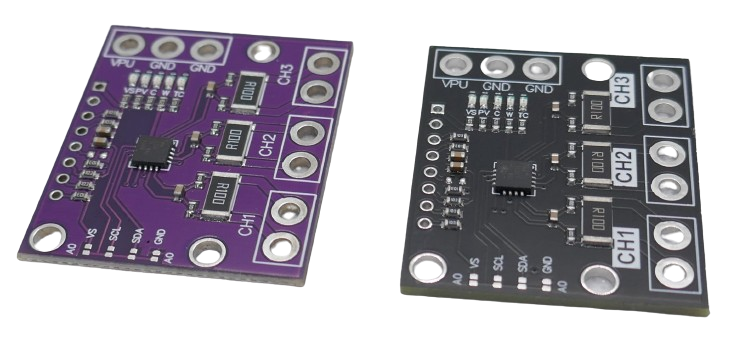 VPU GND GND
VS PV C W TC
CH3
R100
CH2
R100
CH1
R100
A0 VS SCL SDA GND A0
VPU GND GND
VS PV C W TC
CH3
R100
CH2
R100
CH1
R100
A0 VS SCL SDA GND A0